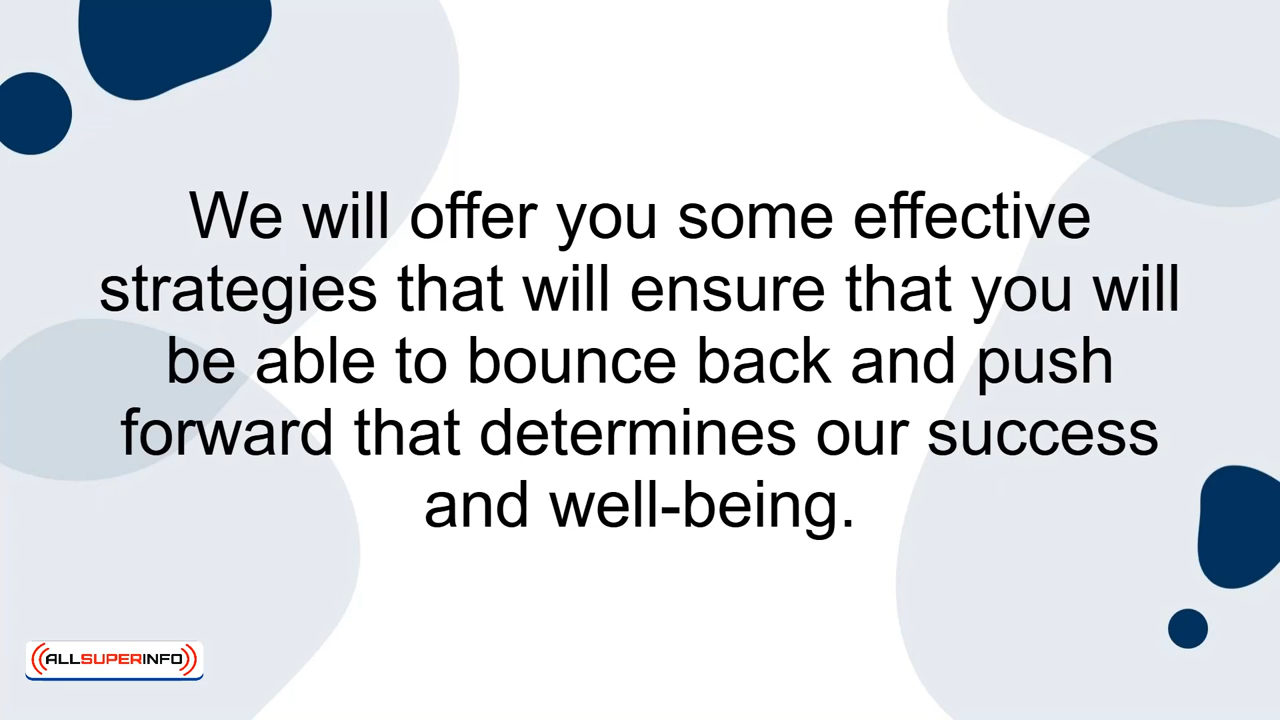 We will offer you some effective
strategies that will ensure that you will
be able to bounce back and push
forward that determines our success
and well-being.
ALLSUPERINFO